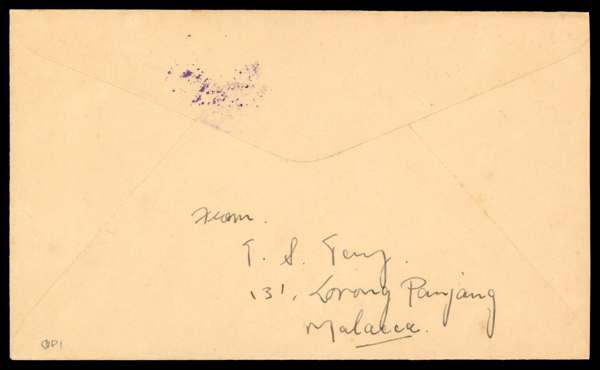 From.
T. S. Teng.
131, Lorong Panjang
Malacca.